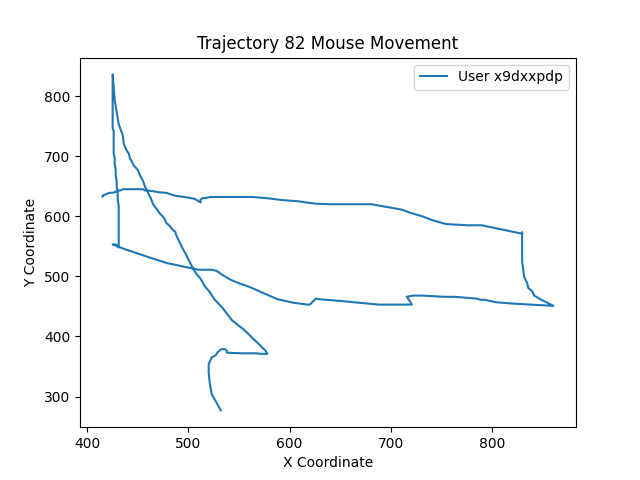 Trajectory 82 Mouse Movement
User x9dxxpdp
800
700
600
500
400
300
Y Coordinate
400 500 600 700 800
X Coordinate